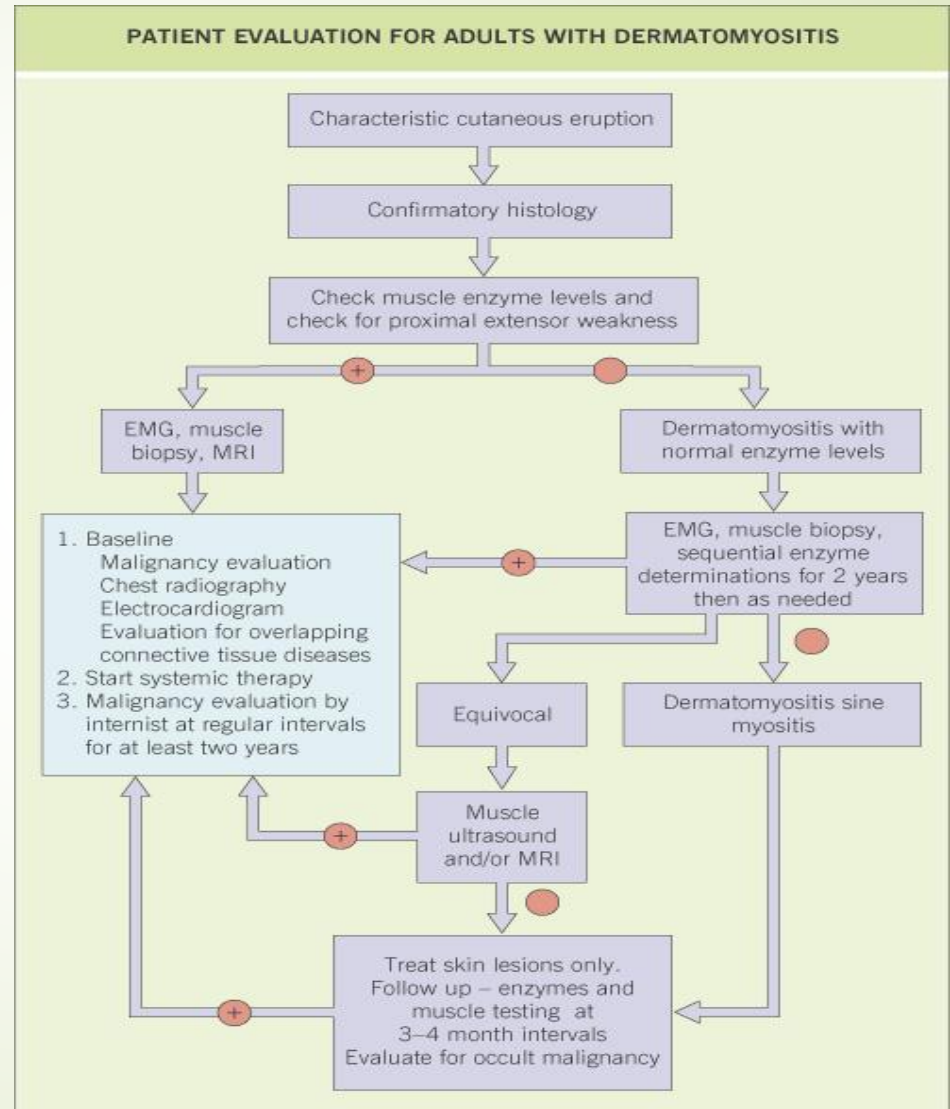 PATIENT EVALUATION FOR ADULTS WITH DERMATOMYOSITIS
Characteristic cutaneous eruption
Confirmatory histology
Check muscle enzyme levels and
check for proximal extensor weakness
+
EMG, muscle
biopsy, MRI
Dermatomyositis with
normal enzyme levels
1. Baseline
Malignancy evaluation
Chest radiography
Electrocardiogram
Evaluation for overlapping
connective tissue diseases
2. Start systemic therapy
3. Malignancy evaluation by
internist at regular intervals
for at least two years
+
EMG, muscle biopsy,
sequential enzyme
determinations for 2 years
then as needed
Equivocal
Dermatomyositis sine
myositis
+
Muscle
ultrasound
and/or MRI
+
Treat skin lesions only.
Follow up – enzymes and
muscle testing at
3–4 month intervals
Evaluate for occult malignancy